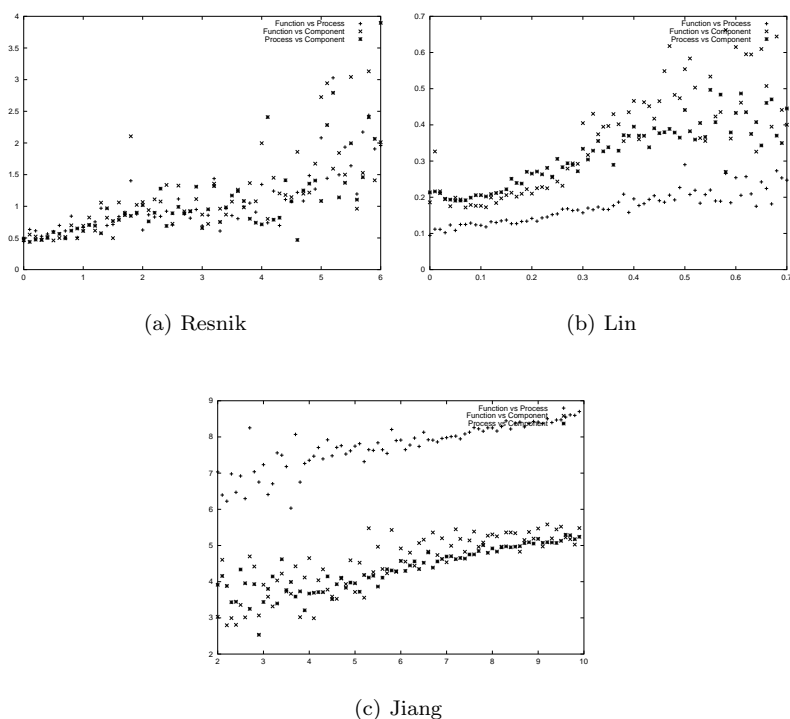 4
3.5
3
2.5
2
1.5
1
0.5
0
0 1 2 3 4 5 6
Function vs Process
Function vs Component
Process vs Component
(a) Resnik
0.7
0.6
0.5
0.4
0.3
0.2
0.1
0
0 0.1 0.2 0.3 0.4 0.5 0.6 0.7
Function vs Process
Function vs Component
Process vs Component
(b) Lin
9
8
7
6
5
4
3
2
2 3 4 5 6 7 8 9 10
Function vs Process
Function vs Component
Process vs Component
(c) Jiang